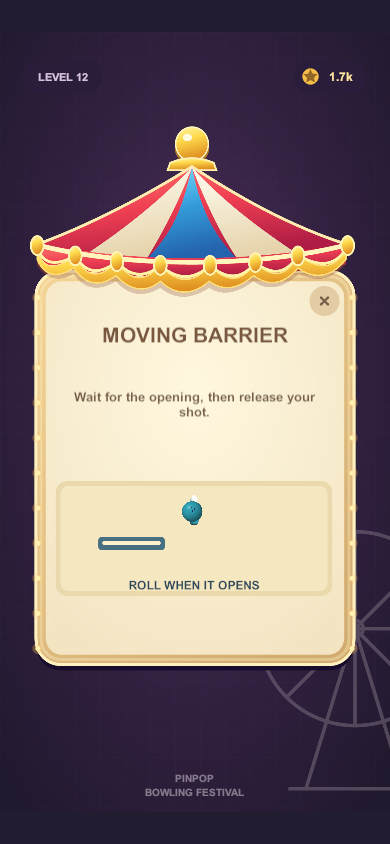 LEVEL 12
1.7k
MOVING BARRIER
Wait for the opening, then release your
shot.
ROLL WHEN IT OPENS
PINPOP
BOWLING FESTIVAL